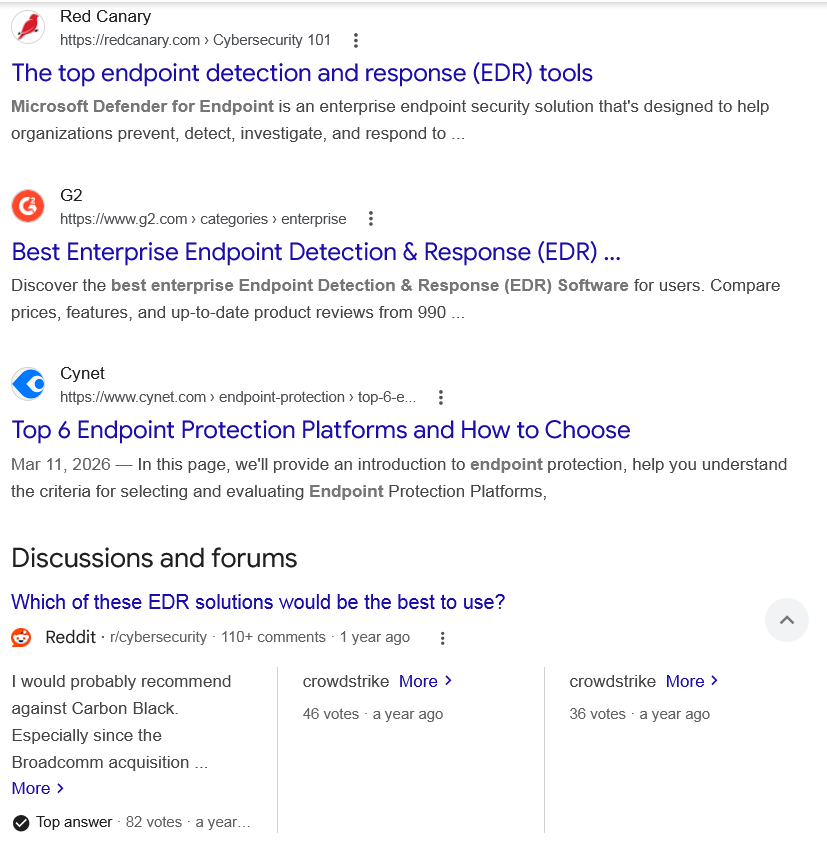 Red Canary
https://redcanary.com › Cybersecurity 101
The top endpoint detection and response (EDR) tools
Microsoft Defender for Endpoint is an enterprise endpoint security solution that's designed to help
organizations prevent, detect, investigate, and respond to ...
G2
https://www.g2.com › categories › enterprise
Best Enterprise Endpoint Detection & Response (EDR) ...
Discover the best enterprise Endpoint Detection & Response (EDR) Software for users. Compare
prices, features, and up-to-date product reviews from 990 ...
Cynet
https://www.cynet.com › endpoint-protection › top-6-e...
Top 6 Endpoint Protection Platforms and How to Choose
Mar 11, 2026 — In this page, we'll provide an introduction to endpoint protection, help you understand
the criteria for selecting and evaluating Endpoint Protection Platforms,
Discussions and forums
Which of these EDR solutions would be the best to use?
Reddit · r/cybersecurity · 110+ comments · 1 year ago
I would probably recommend
against Carbon Black.
Especially since the
Broadcomm acquisition ...
More ›
Top answer · 82 votes · a year...
crowdstrike More ›
46 votes · a year ago
crowdstrike More ›
36 votes · a year ago